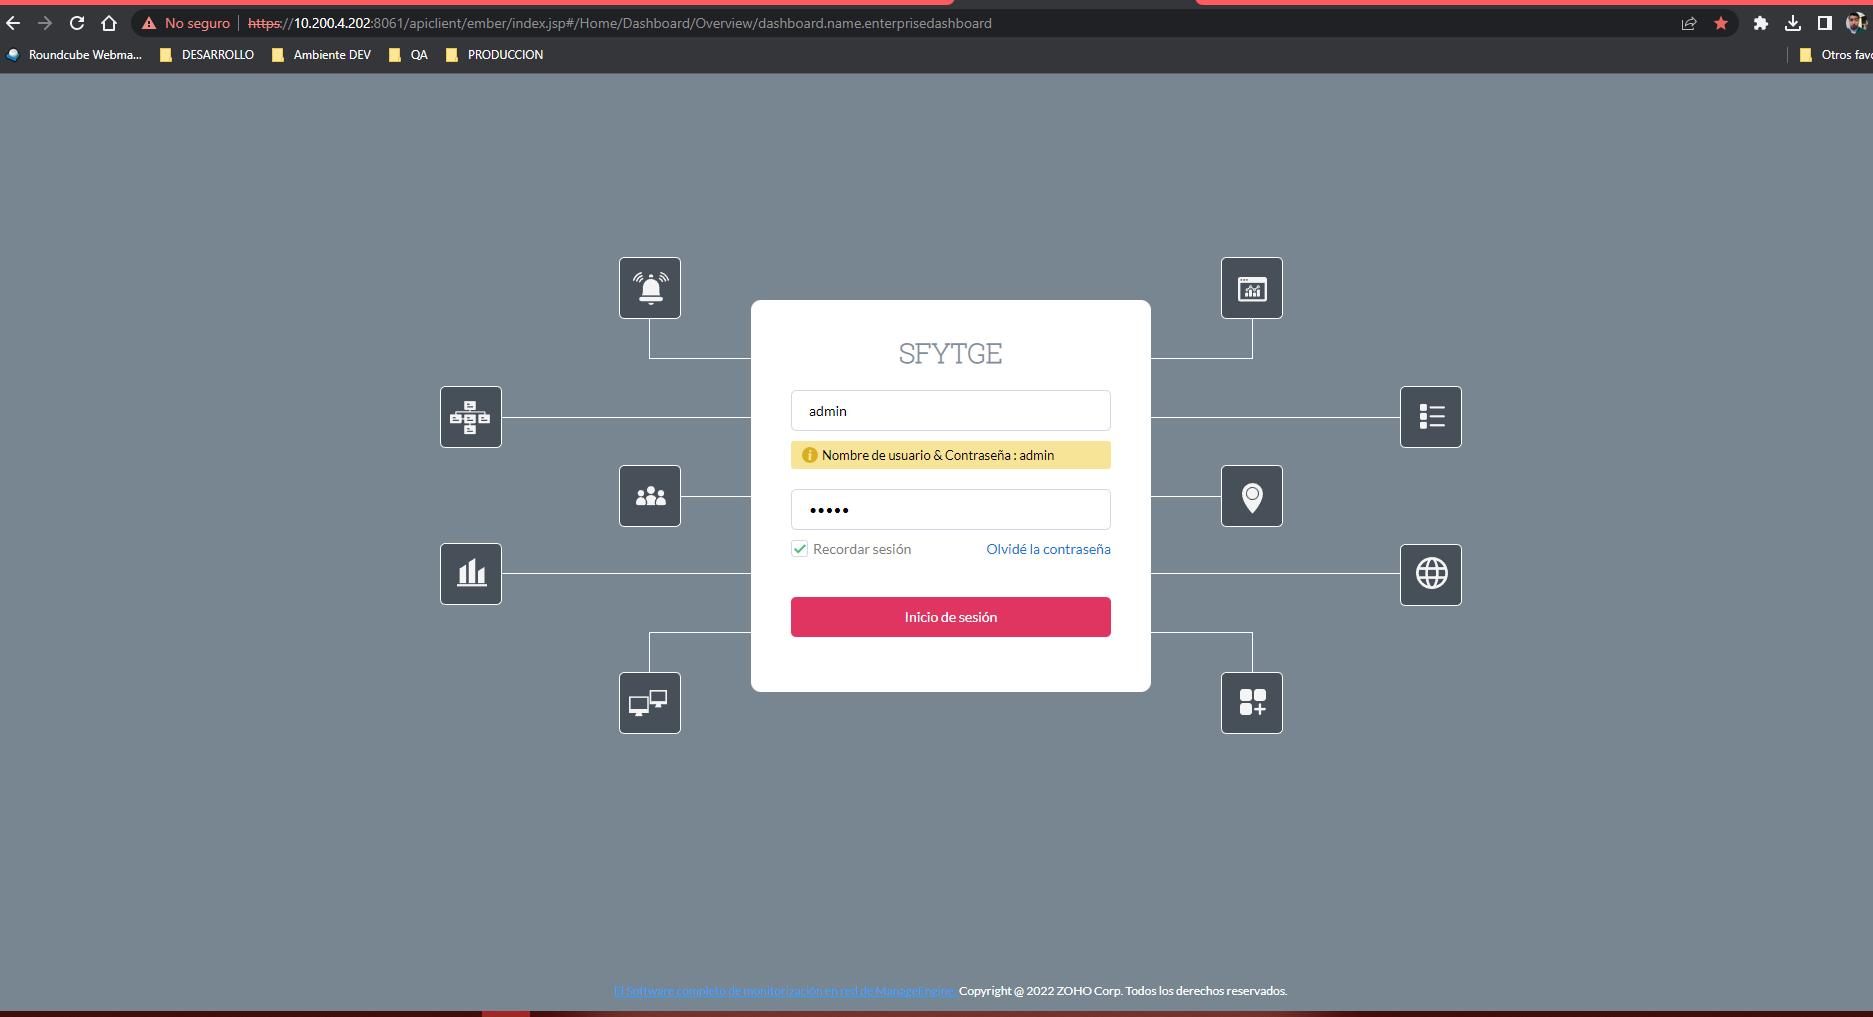 No seguro https://10.200.4.202:8061/apiclient/ember/index.jsp#/Home/Dashboard/Overview/dashboard.name.enterprisedashboard
Roundcube Webma... DESARROLLO Ambiente DEV QA PRODUCCION Otros favo
SFYTGE
admin
Nombre de usuario & Contraseña : admin
•••••
Recordar sesión Olvidé la contraseña
Inicio de sesión
El Software completo de monitorización en red de ManageEngine. Copyright @ 2022 ZOHO Corp. Todos los derechos reservados.